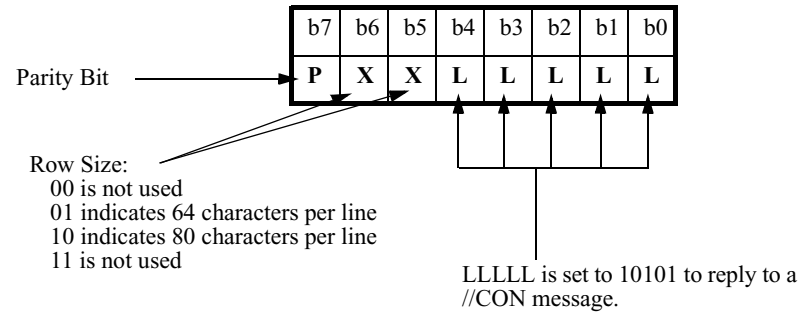 b7 b6 b5 b4 b3 b2 b1 b0
P X X L L L L L
Parity Bit
Row Size:
00 is not used
01 indicates 64 characters per line
10 indicates 80 characters per line
11 is not used
LLLLL is set to 10101 to reply to a
//CON message.